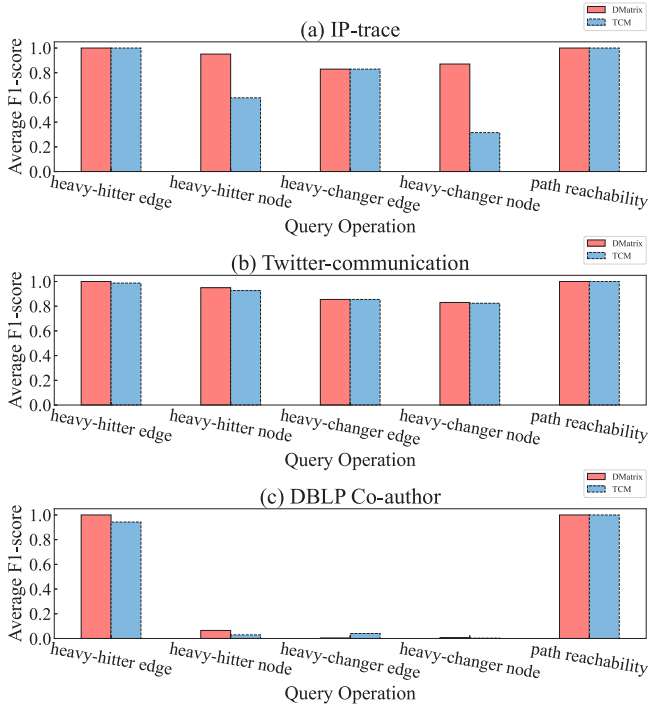 DMatrix
TCM
(a) IP-trace
Average F1-score
1.0
0.8
0.6
0.4
0.2
0.0
heavy-hitter edge
heavy-hitter node
heavy-changer edge
heavy-changer node
path reachability
Query Operation
DMatrix
TCM
(b) Twitter-communication
Average F1-score
1.0
0.8
0.6
0.4
0.2
0.0
heavy-hitter edge
heavy-hitter node
heavy-changer edge
heavy-changer node
path reachability
Query Operation
DMatrix
TCM
(c) DBLP Co-author
Average F1-score
1.0
0.8
0.6
0.4
0.2
0.0
heavy-hitter edge
heavy-hitter node
heavy-changer edge
heavy-changer node
path reachability
Query Operation